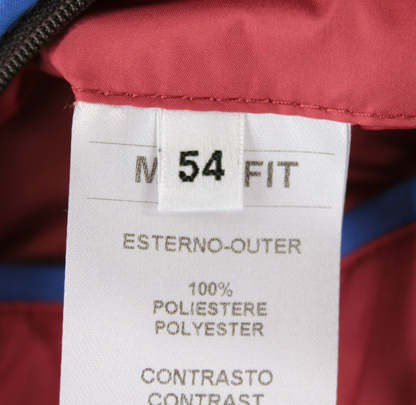 54
FIT
ESTERNO-OUTER
100%
POLIESTERE
POLYESTER
CONTRASTO
CONTRAST